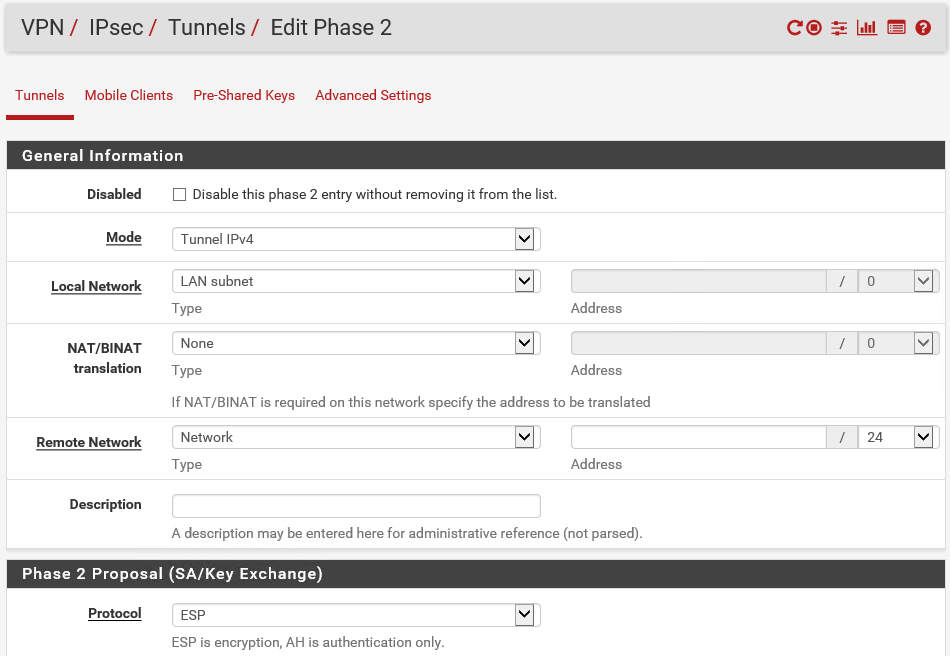 VPN / IPsec / Tunnels / Edit Phase 2
Tunnels Mobile Clients Pre-Shared Keys Advanced Settings
General Information
Disabled Disable this phase 2 entry without removing it from the list.
Mode Tunnel IPv4
Local Network LAN subnet / 0
Type Address
NAT/BINAT
translation None / 0
Type Address
If NAT/BINAT is required on this network specify the address to be translated
Remote Network Network / 24
Type Address
Description
A description may be entered here for administrative reference (not parsed).
Phase 2 Proposal (SA/Key Exchange)
Protocol ESP
ESP is encryption, AH is authentication only.